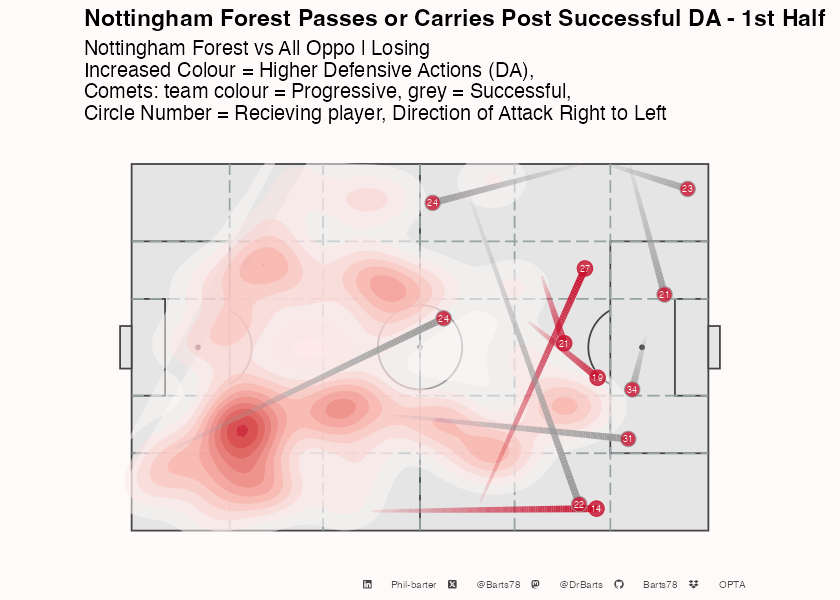 Nottingham Forest Passes or Carries Post Successful DA - 1st Half
Nottingham Forest vs All Oppo l Losing
Increased Colour = Higher Defensive Actions (DA),
Comets: team colour = Progressive, grey = Successful,
Circle Number = Recieving player, Direction of Attack Right to Left
23
24
27
21
24
21
19
34
31
22
14
Phil-barter @Barts78 @DrBarts Barts78 OPTA